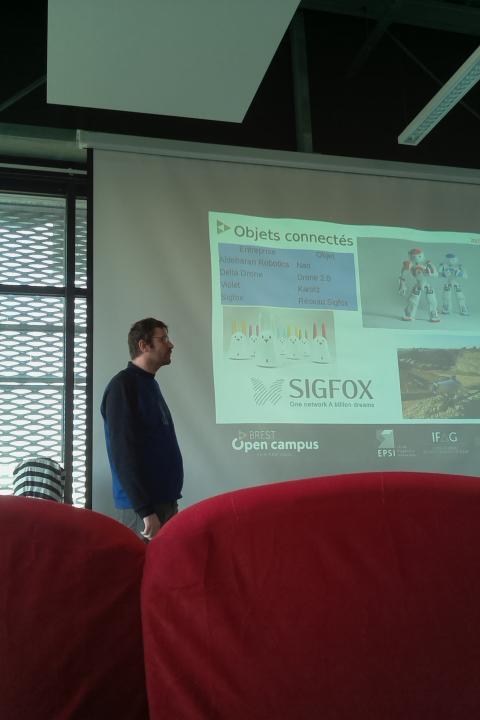 Objets connectés
Entreprise Objet
Aldebaran Robotics Nao
Delta Drone Drone 2.0
Violet Karotz
Sigfox Réseau Sigfox
SIGFOX
One network A billion dreams
BREST
Open campus
EPSI
IFAG